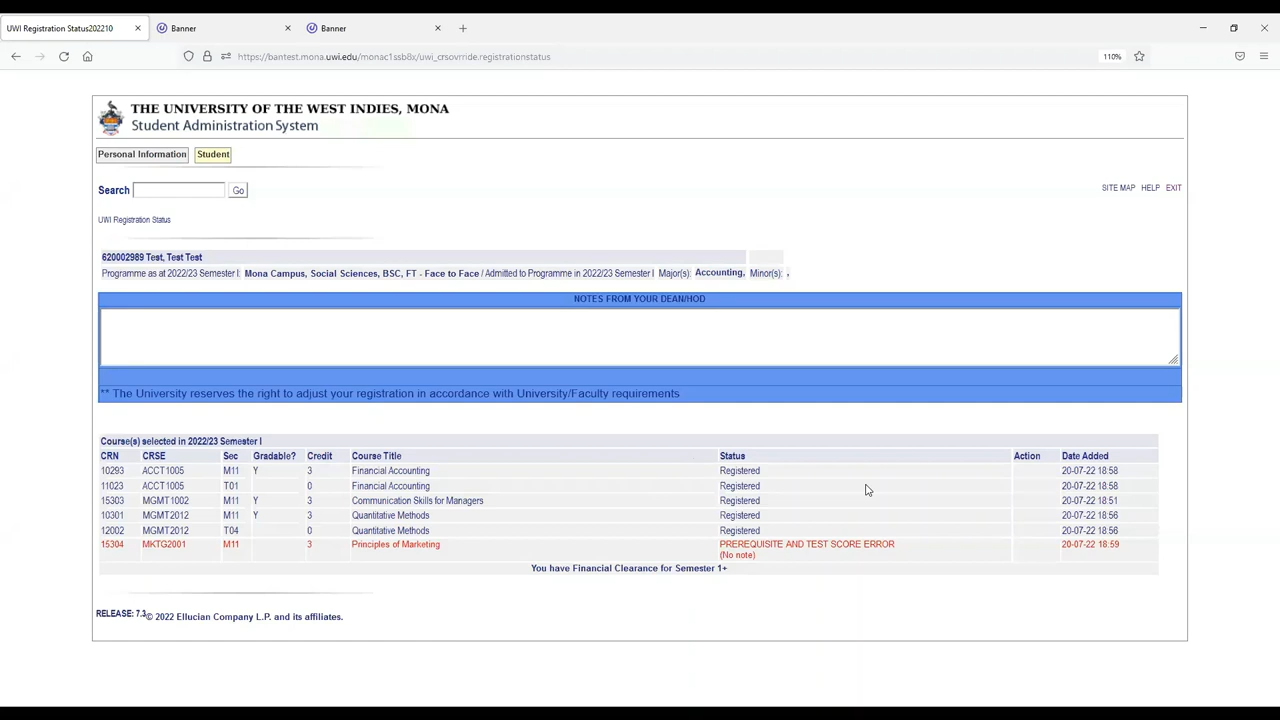 UWI Registration Status202210
Banner
Banner
https://bantest.mona.uwi.edu/monac1ssb8x/uwi_crsovrride.registrationstatus
110%
THE UNIVERSITY OF THE WEST INDIES, MONA
Student Administration System
Personal Information Student
Search Go
SITE MAP HELP EXIT
UWI Registration Status
620002989 Test, Test Test
Programme as at 2022/23 Semester I: Mona Campus, Social Sciences, BSC, FT - Face to Face / Admitted to Programme in 2022/23 Semester I Major(s): Accounting, Minor(s): ,
NOTES FROM YOUR DEAN/HOD
** The University reserves the right to adjust your registration in accordance with University/Faculty requirements
Course(s) selected in 2022/23 Semester I
CRN CRSE Sec Gradable? Credit Course Title Status Action Date Added
10293 ACCT1005 M11 Y 3 Financial Accounting Registered 20-07-22 18:58
11023 ACCT1005 T01 0 Financial Accounting Registered 20-07-22 18:58
15303 MGMT1002 M11 Y 3 Communication Skills for Managers Registered 20-07-22 18:51
10301 MGMT2012 M11 Y 3 Quantitative Methods Registered 20-07-22 18:56
12002 MGMT2012 T04 0 Quantitative Methods Registered 20-07-22 18:56
15304 MKTG2001 M11 3 Principles of Marketing PREREQUISITE AND TEST SCORE ERROR 20-07-22 18:59
(No note)
You have Financial Clearance for Semester 1+
RELEASE: 7.3 © 2022 Ellucian Company L.P. and its affiliates.